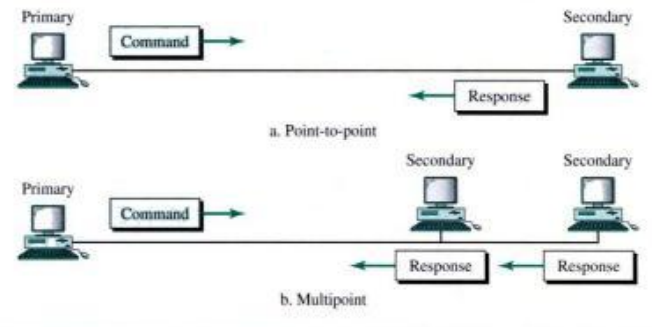 Primary
Secondary
Command
Response
a. Point-to-point
Secondary
Secondary
Primary
Command
Response
Response
b. Multipoint